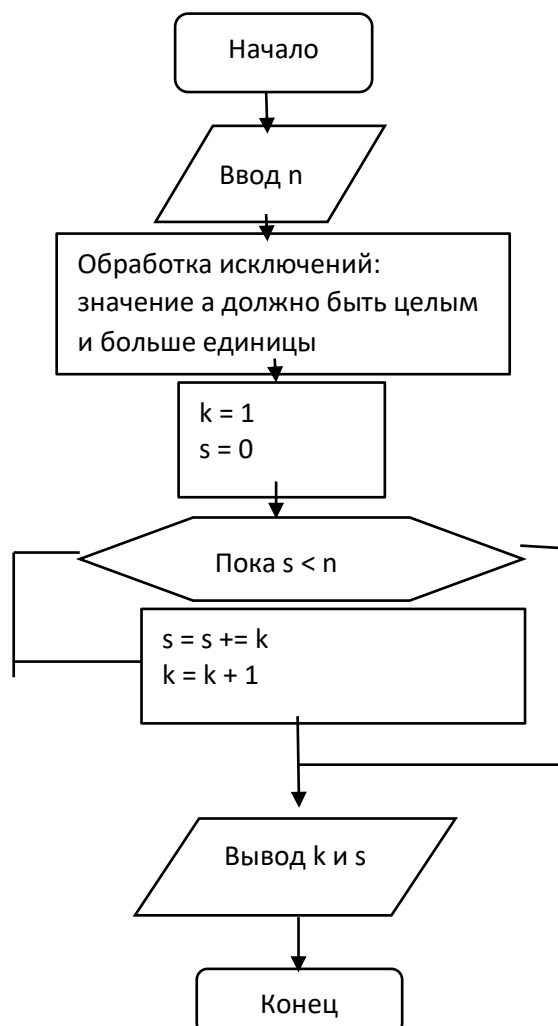 Начало
Ввод n
Обработка исключений:
значение а должно быть целым
и больше единицы
k = 1
s = 0
Пока s < n
s = s += k
k = k + 1
Вывод k и s
Конец